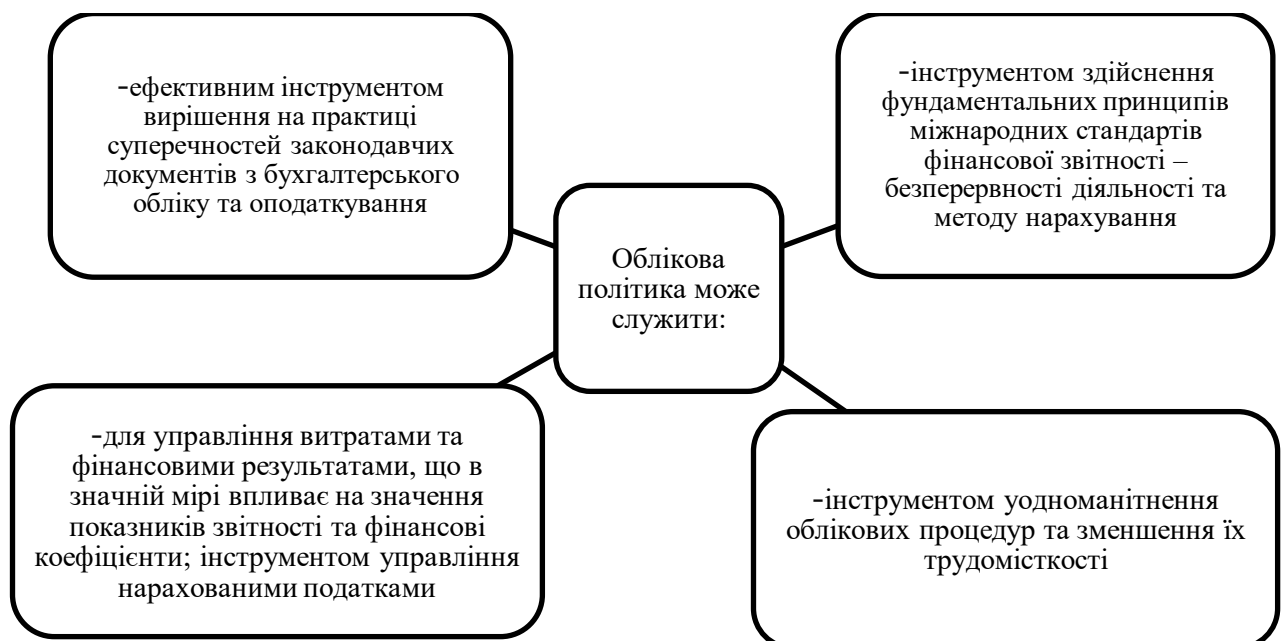 -ефективним інструментом
вирішення на практиці
суперечностей законодавчих
документів з бухгалтерського
обліку та оподаткування
-інструментом здійснення
фундаментальних принципів
міжнародних стандартів
фінансової звітності –
безперервності діяльності та
методу нарахування
Облікова
політика може
служити:
-для управління витратами та
фінансовими результатами, що в
значній мірі впливає на значення
показників звітності та фінансові
коефіцієнти; інструментом управління
нарахованими податками
-інструментом уодноманітнення
облікових процедур та зменшення їх
трудомісткості